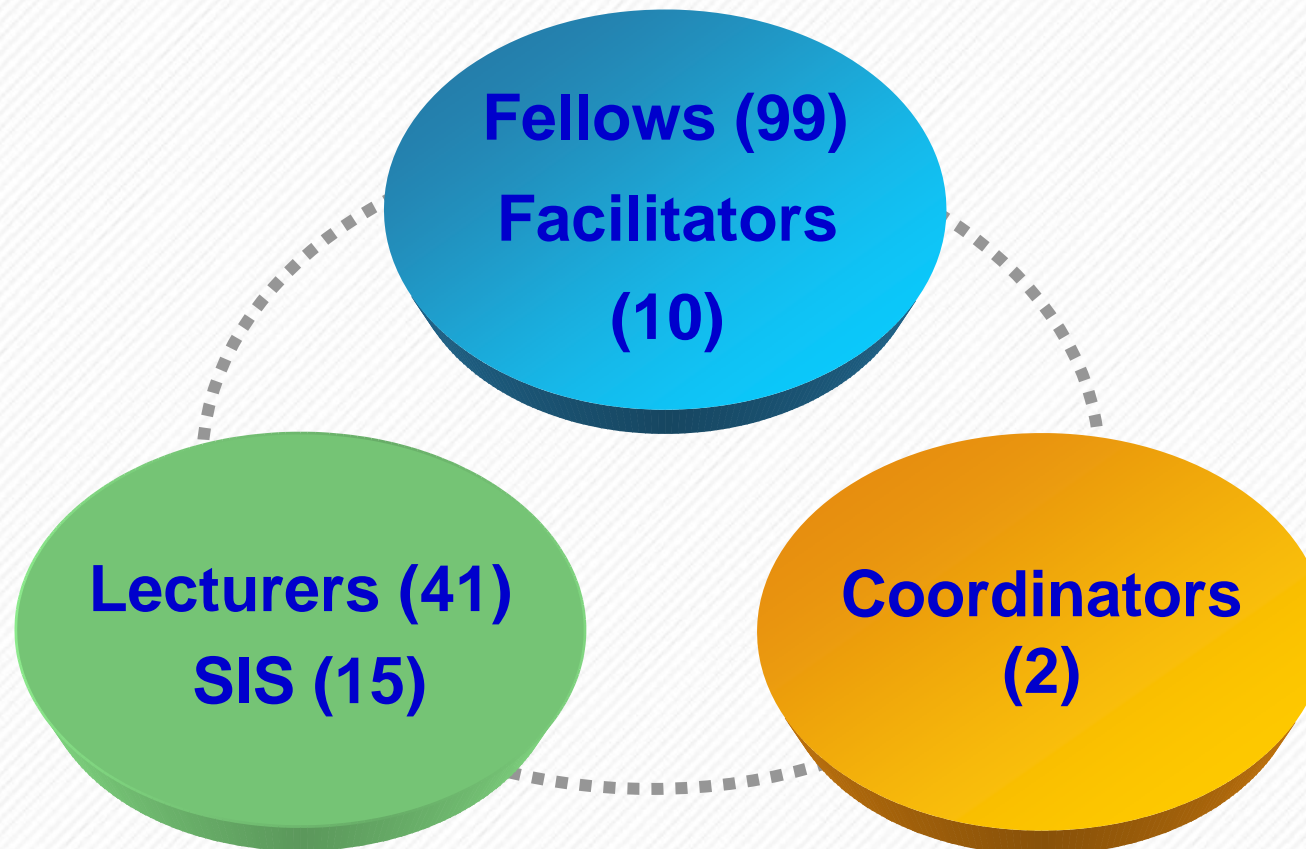 Fellows (99)
Facilitators
(10)
Lecturers (41)
SIS (15)
Coordinators
(2)